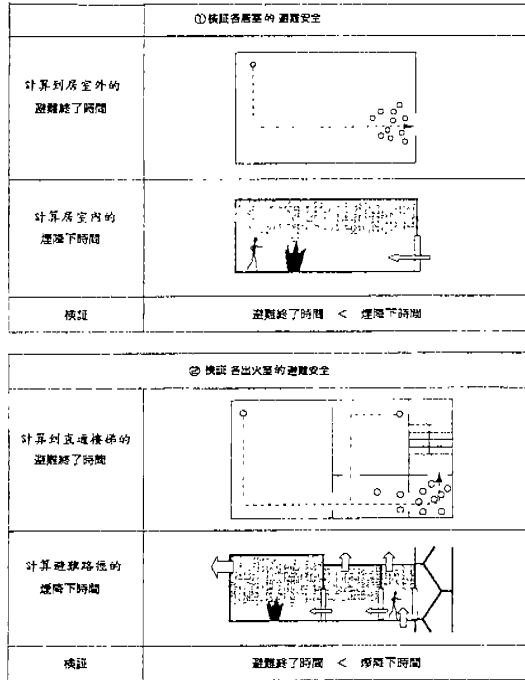 ① 検証各居室的 避難安全
計算到居室外的
避難終了時間
計算居室內的
煙降下時間
検証
避難終了時間 < 煙降下時間
② 検証 各出火室的避難安全
計算到直通樓梯的
避難終了時間
計算避難路徑的
煙降下時間
検証
避難終了時間 < 煙降下時間